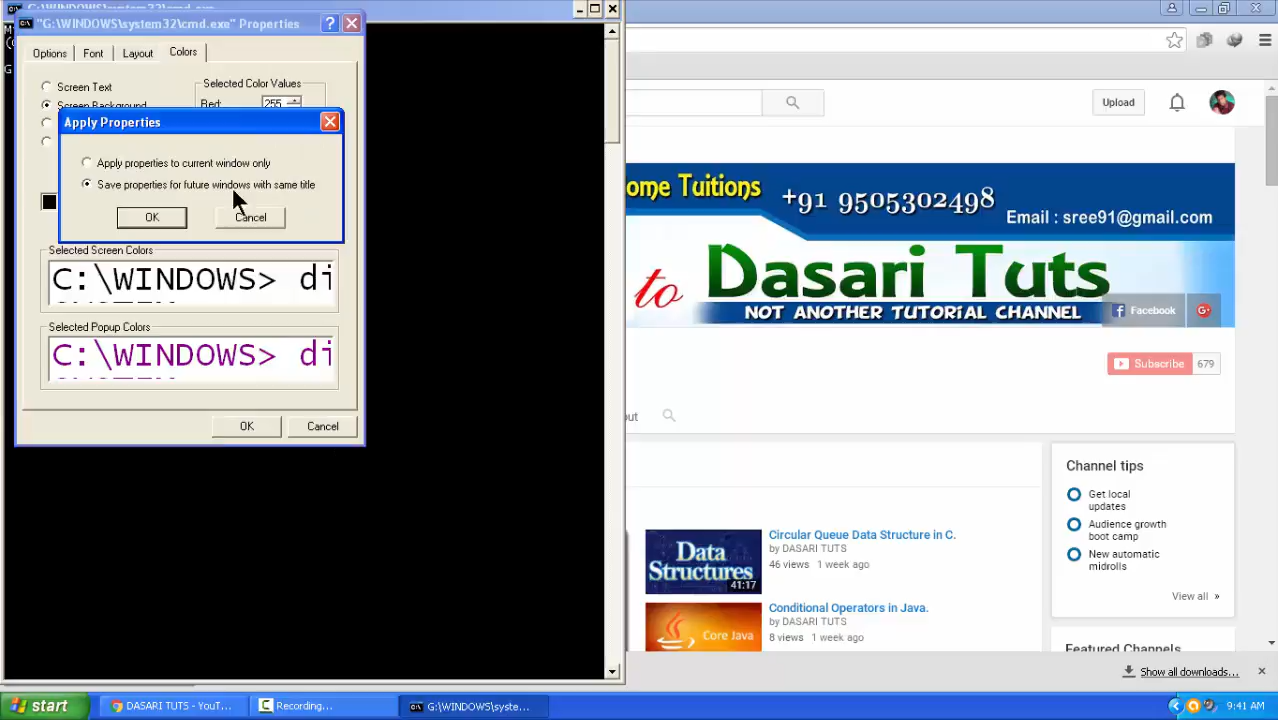 "G:\WINDOWS\system32\cmd.exe" Properties
Options
Font
Layout
Colors
Screen Text
Screen Background
Selected Color Values
Red:
255
Apply Properties
Apply properties to current window only
Save properties for future windows with same title
OK
Cancel
Selected Screen Colors
C:\WINDOWS> di
Selected Popup Colors
C:\WINDOWS> di
OK
Cancel
Upload
ome Tuitions
+91 9505302498
Email : sree91@gmail.com
to
Dasari Tuts
NOT ANOTHER TUTORIAL CHANNEL
Facebook
Subscribe
679
out
Channel tips
Get local
updates
Audience growth
boot camp
New automatic
midrolls
View all »
Featured Channels
Data
Structures
41:17
Circular Queue Data Structure in C.
by DASARI TUTS
46 views 1 week ago
Core Java
Conditional Operators in Java.
by DASARI TUTS
8 views 1 week ago
Show all downloads...
start
DASARI TUTS - YouT...
Recording...
G:\WINDOWS\syste...
9:41 AM